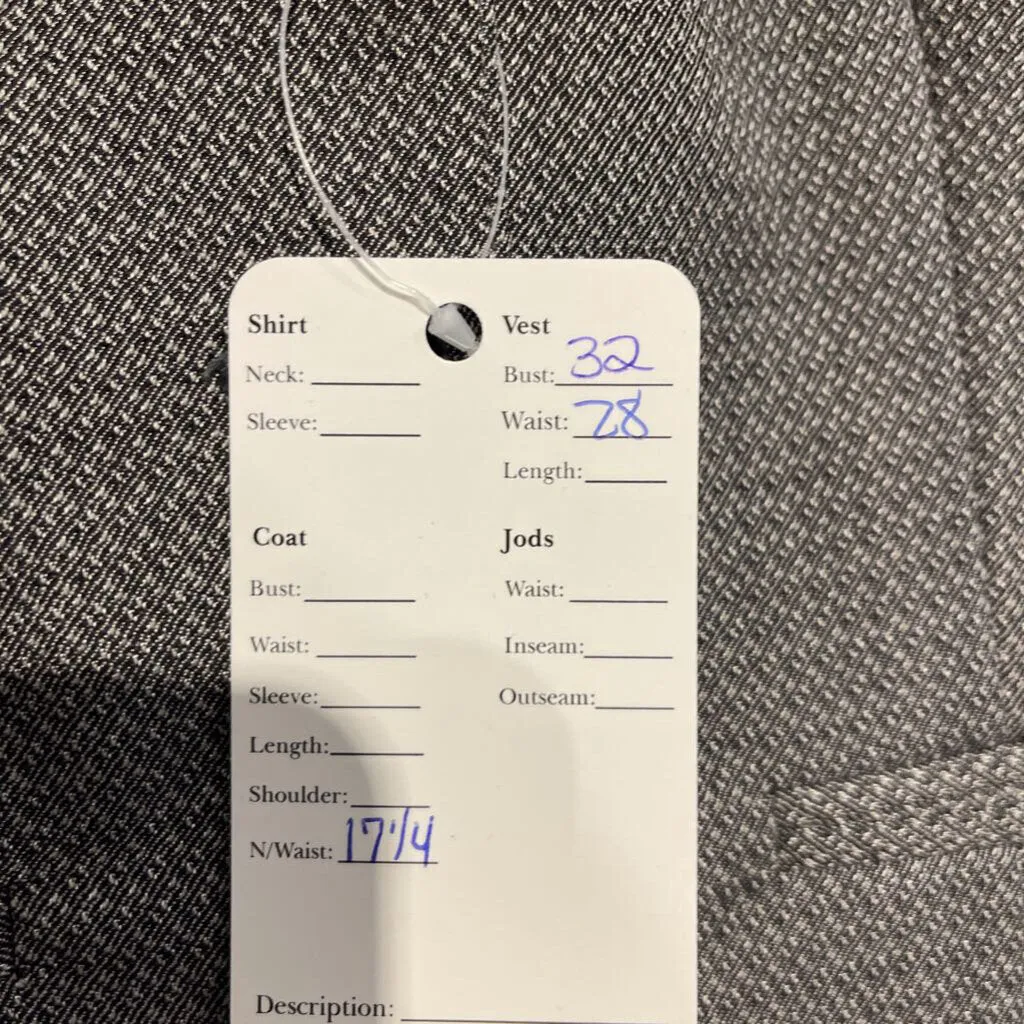 Shirt
Neck:
Sleeve:
Vest
Bust: 32
Waist: 28
Length:
Coat
Bust:
Waist:
Sleeve:
Length:
Shoulder:
N/Waist: 17 1/4
Jods
Waist:
Inseam:
Outseam:
Description: